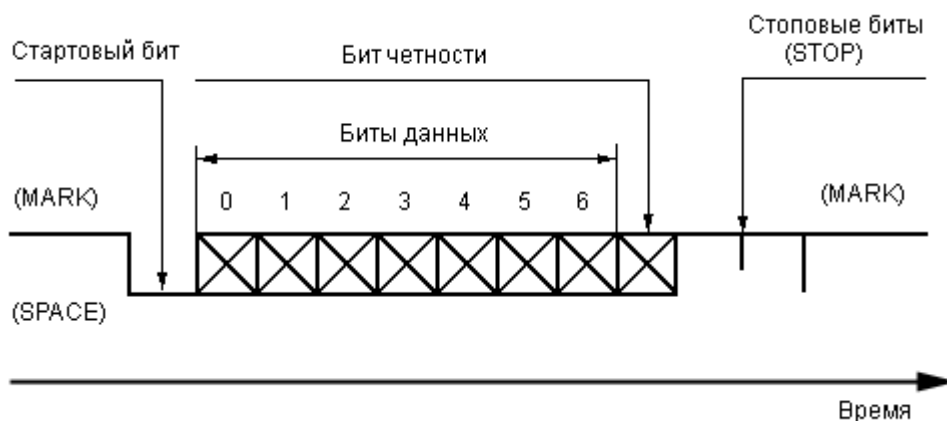 Стартовый бит
Бит четности
Стоповые биты
(STOP)
Биты данных
(MARK)
0 1 2 3 4 5 6
(MARK)
(SPACE)
Время